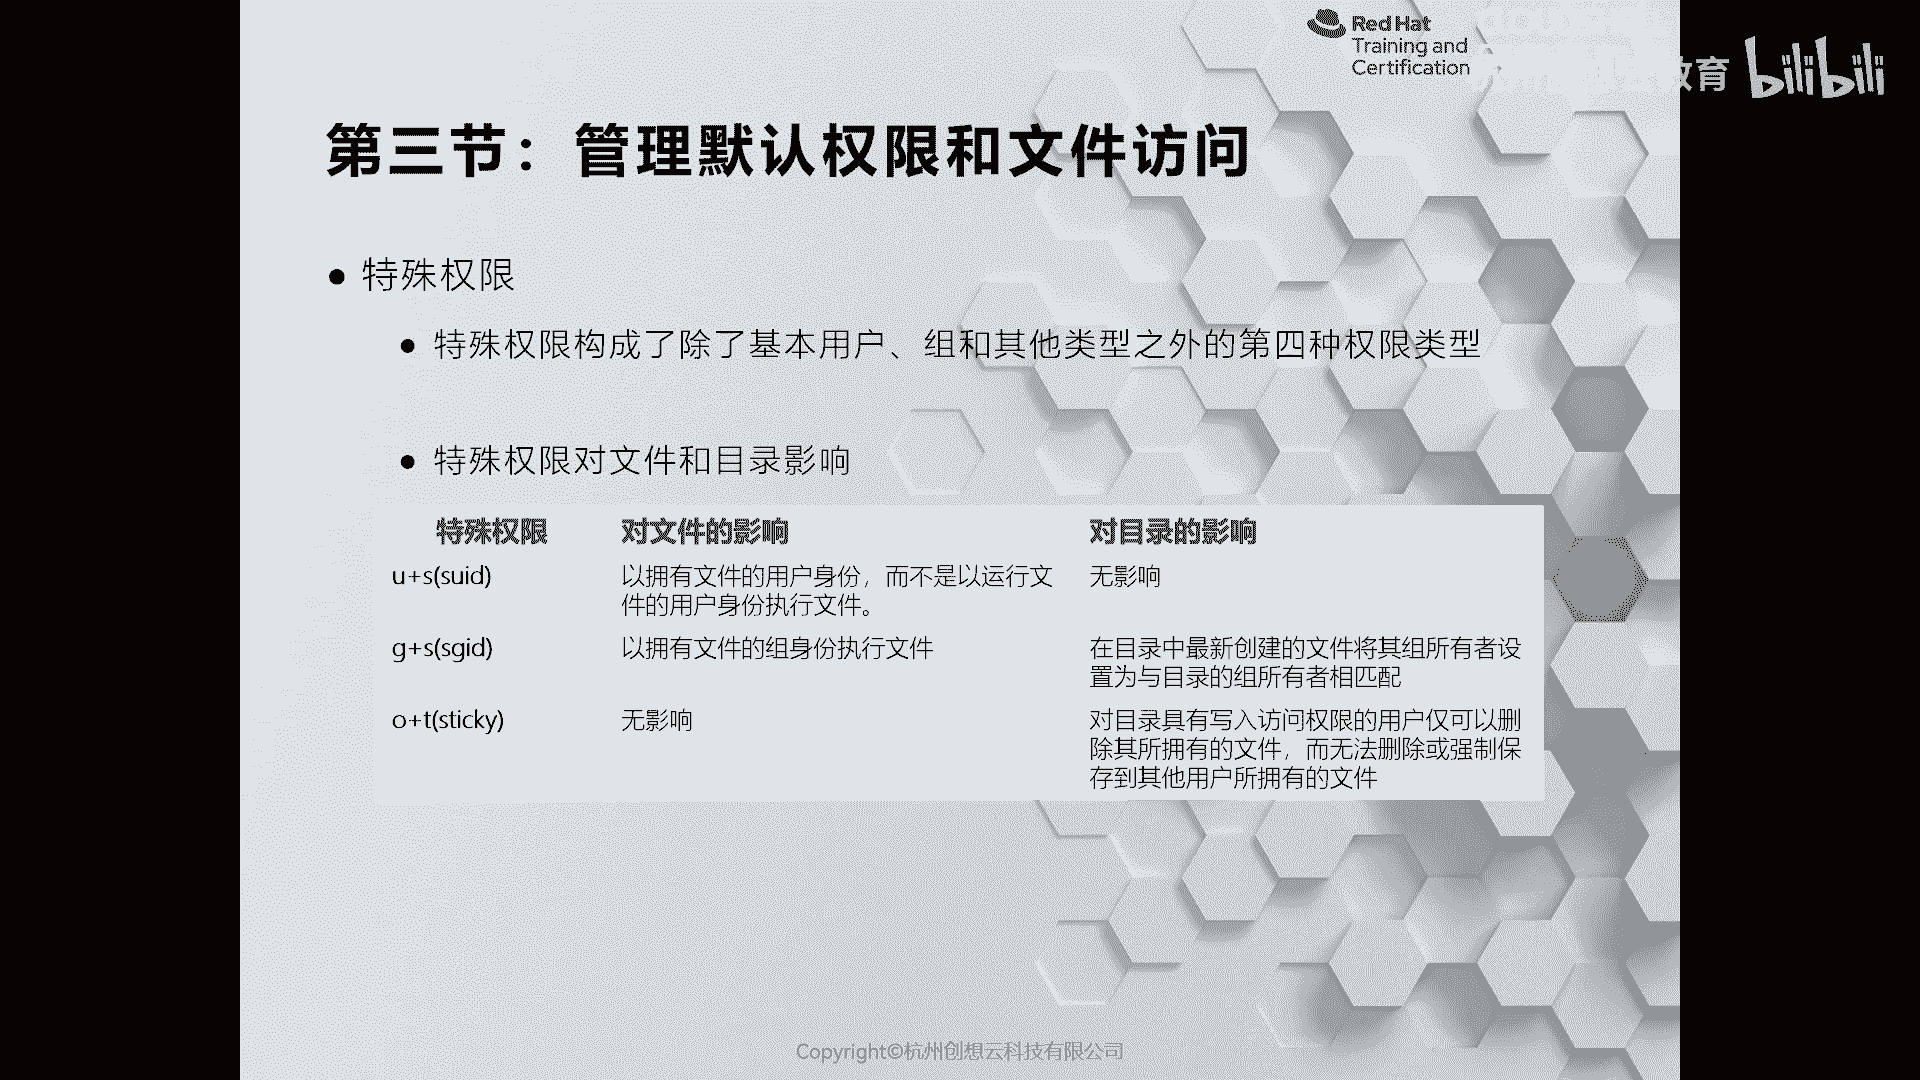 Red Hat
Training and
Certification
教育 bilibili
第三节：管理默认权限和文件访问
● 特殊权限
● 特殊权限构成了除了基本用户、组和其他类型之外的第四种权限类型
● 特殊权限对文件和目录影响
特殊权限 对文件的影响 对目录的影响
u+s(suid) 以拥有文件的用户身份，而不是以运行文 无影响
件的用户身份执行文件。
g+s(sgid) 以拥有文件的组身份执行文件 在目录中最新创建的文件将其组所有者设
置为与目录的组所有者相匹配
o+t(sticky) 无影响 对目录具有写入访问权限的用户仅可以删
除其所拥有的文件，而无法删除或强制保
存到其他用户所拥有的文件
Copyright©杭州创想云科技有限公司